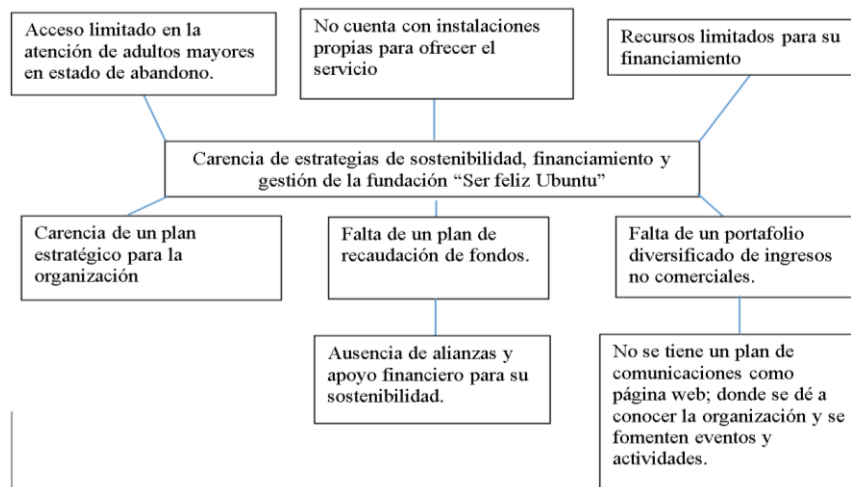 Acceso limitado en la
atención de adultos mayores
en estado de abandono.
No cuenta con instalaciones
propias para ofrecer el
servicio
Recursos limitados para su
financiamiento
Carencia de estrategias de sostenibilidad, financiamiento y
gestión de la fundación “Ser feliz Ubuntu”
Carencia de un plan
estratégico para la
organización
Falta de un plan de
recaudación de fondos.
Falta de un portafolio
diversificado de ingresos
no comerciales.
Ausencia de alianzas y
apoyo financiero para su
sostenibilidad.
No se tiene un plan de
comunicaciones como
página web; donde se dé a
conocer la organización y se
fomenten eventos y
actividades.